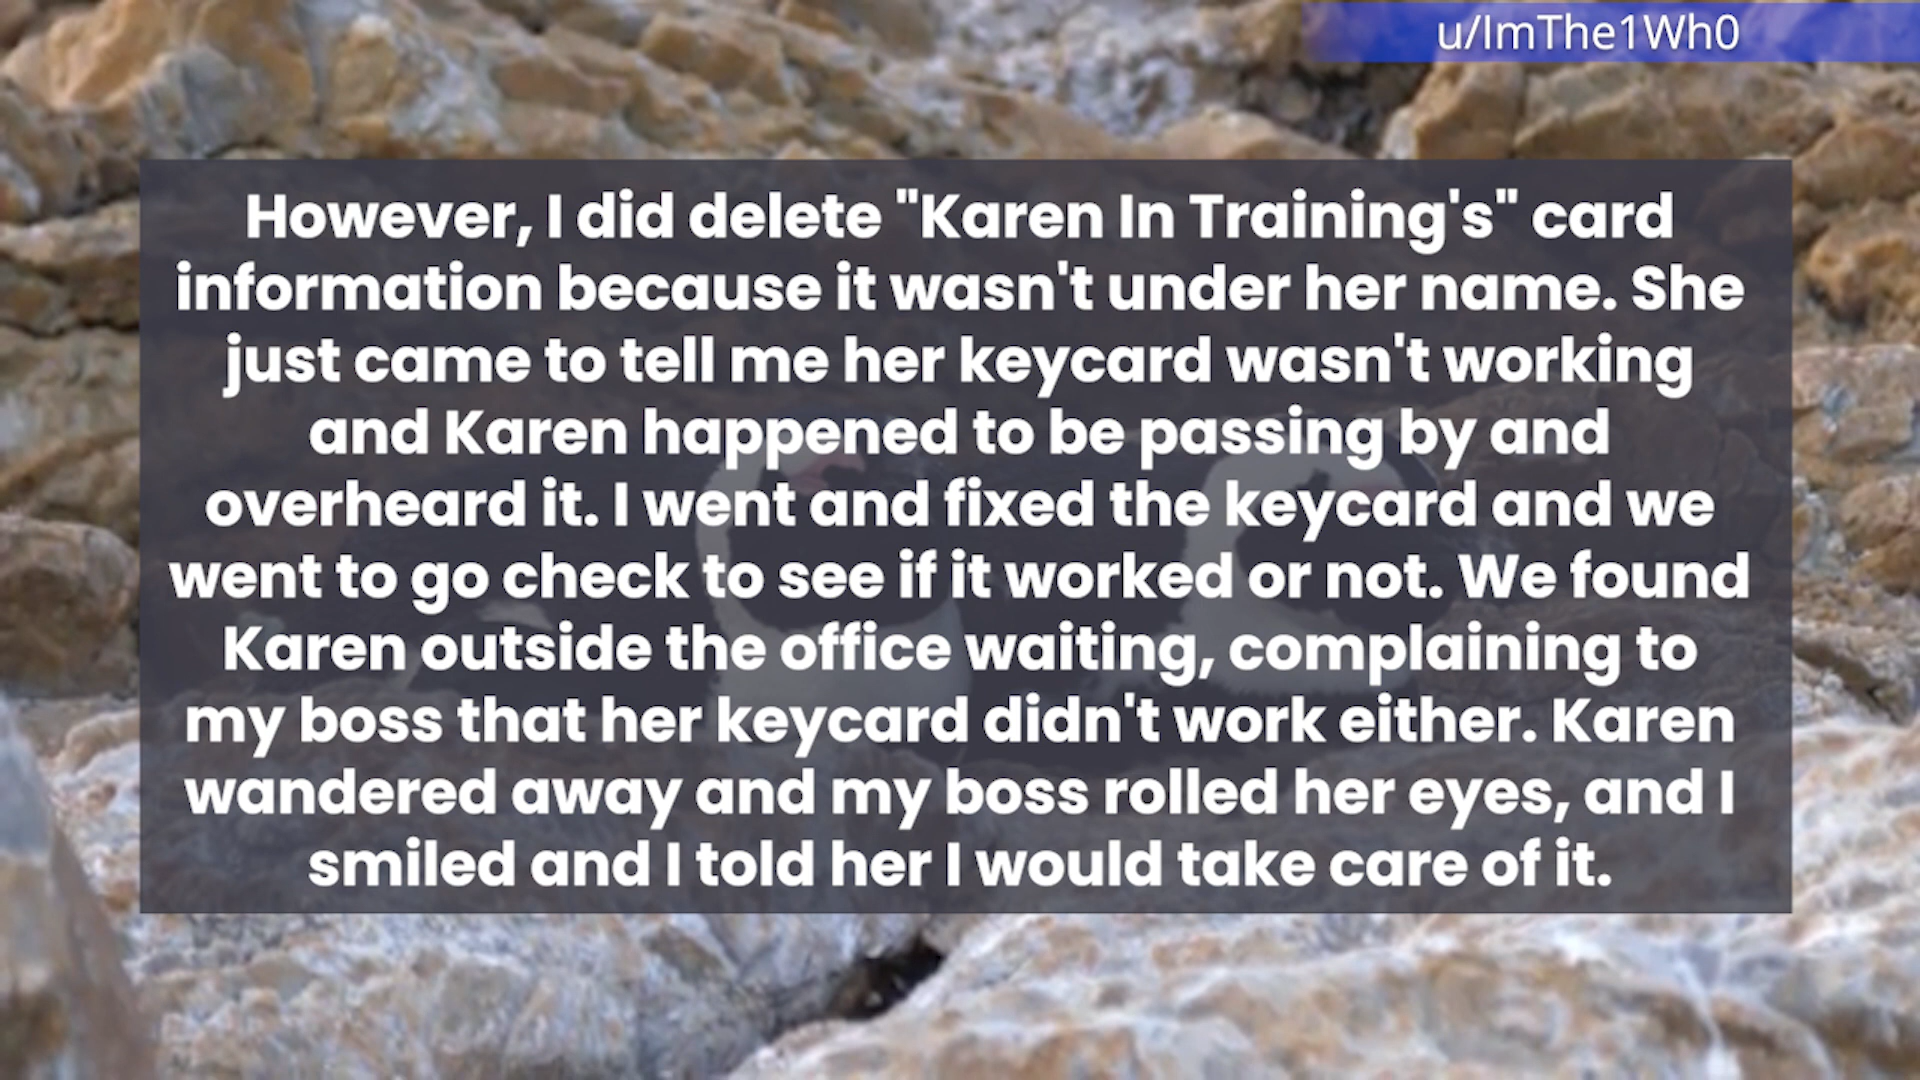 u/ImThe1Wh0
However, I did delete "Karen In Training's" card
information because it wasn't under her name. She
just came to tell me her keycard wasn't working
and Karen happened to be passing by and
overheard it. I went and fixed the keycard and we
went to go check to see if it worked or not. We found
Karen outside the office waiting, complaining to
my boss that her keycard didn't work either. Karen
wandered away and my boss rolled her eyes, and I
smiled and I told her I would take care of it.